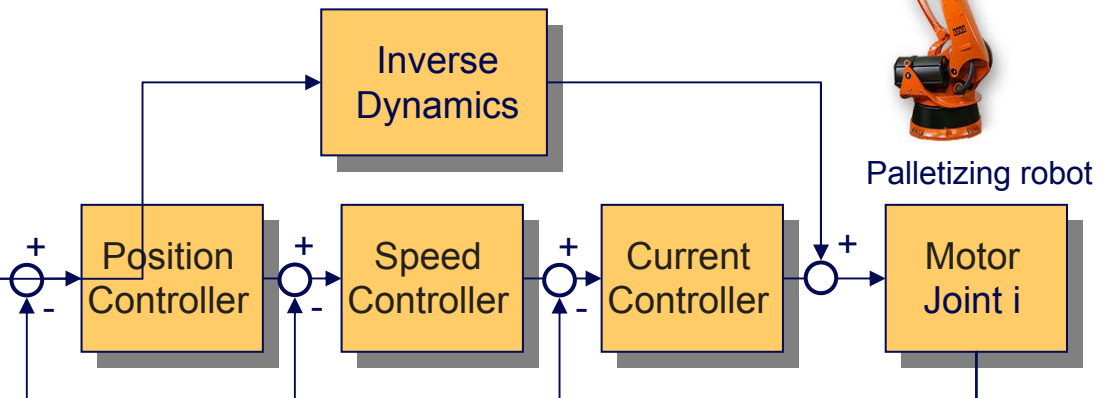 Inverse
Dynamics
Palletizing robot
+
Position
Controller
-
+
Speed
Controller
-
+
Current
Controller
-
+
Motor
Joint i